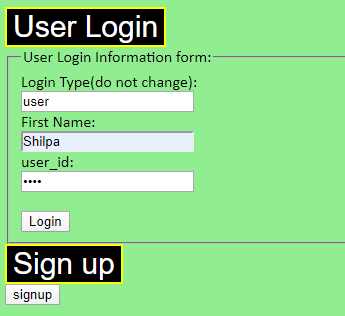 User Login
User Login Information form:
Login Type(do not change):
user
First Name:
Shilpa
user_id:
••••
Login
Sign up
signup